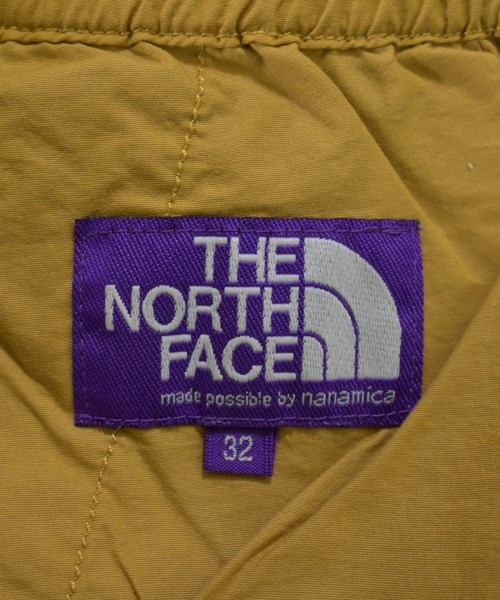 THE
NORTH
FACE
made possible by nanamica
32